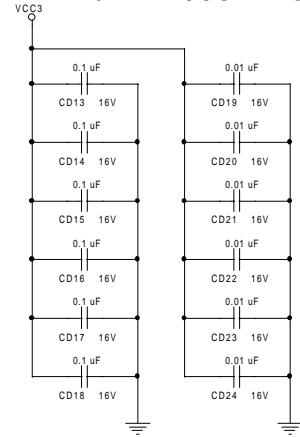 VCC3
0.1 uF
CD13 16V
0.1 uF
CD14 16V
0.1 uF
CD15 16V
0.1 uF
CD16 16V
0.1 uF
CD17 16V
0.1 uF
CD18 16V
0.01 uF
CD19 16V
0.01 uF
CD20 16V
0.01 uF
CD21 16V
0.01 uF
CD22 16V
0.01 uF
CD23 16V
0.01 uF
CD24 16V